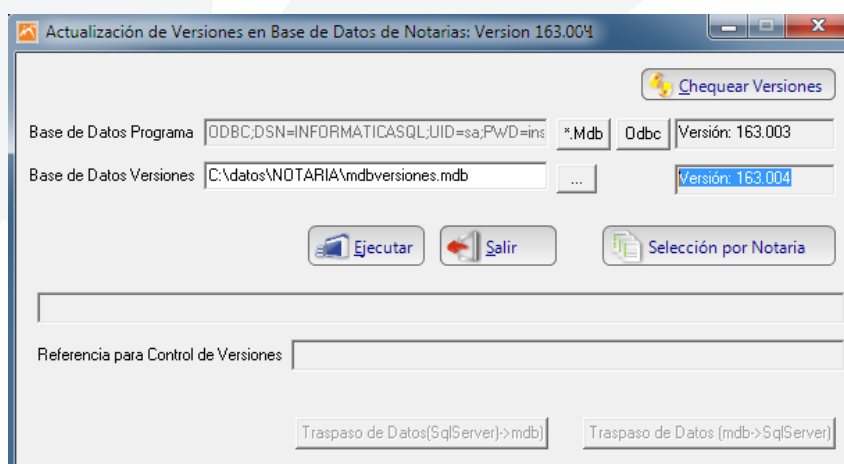 Actualización de Versiones en Base de Datos de Notarias: Version 163.004
Chequear Versiones
Base de Datos Programa ODBC;DSN=INFORMATICASQL;UID=sa;PWD=ins *.Mdb Odbc Versión: 163.003
Base de Datos Versiones C:\datos\NOTARIA\mdbversiones.mdb ... Versión: 163.004
Ejecutar Salir Selección por Notaria
Referencia para Control de Versiones
Traspaso de Datos(SqlServer)->mdb) Traspaso de Datos (mdb->SqlServer)